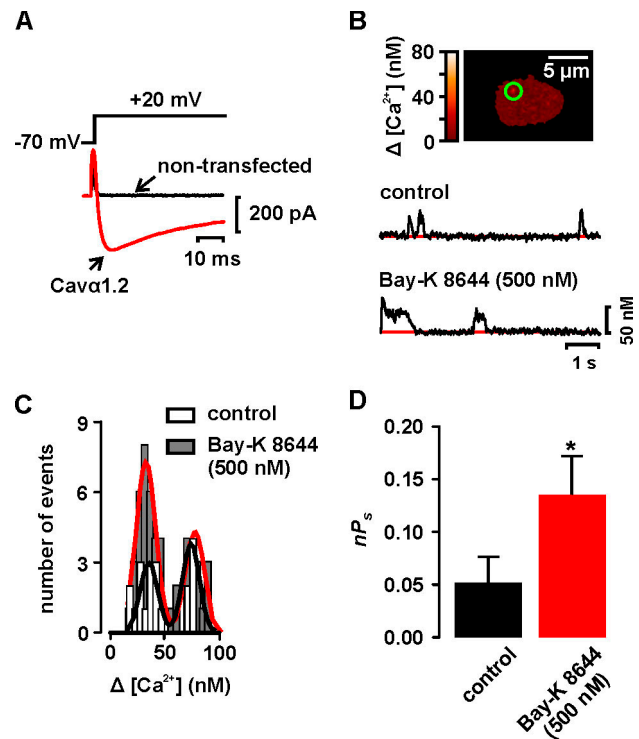 A
+20 mV
-70 mV
non-transfected
200 pA
10 ms
Cavα1.2
B
Δ [Ca²⁺] (nM)
80
40
0
5 µm
control
Bay-K 8644 (500 nM)
50 nM
1 s
C
number of events
9
6
3
0
control
Bay-K 8644
(500 nM)
0
50
100
Δ [Ca²⁺] (nM)
D
nPₛ
0.20
0.15
0.10
0.05
0.00
*
control
Bay-K 8644
(500 nM)